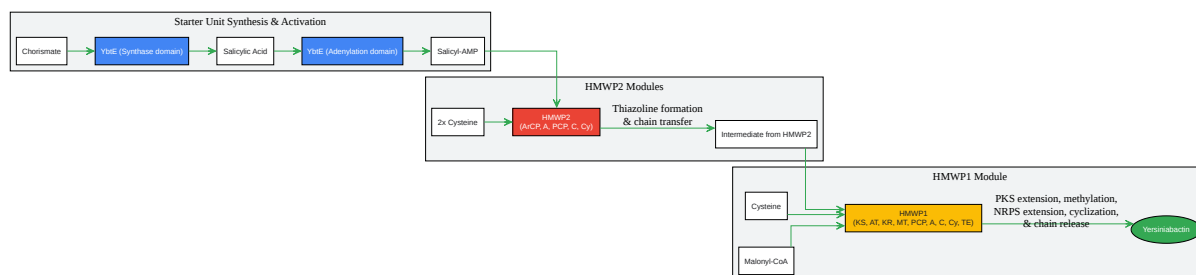 Starter Unit Synthesis & Activation
Chorismate
YbtE (Synthase domain)
Salicylic Acid
YbtE (Adenylation domain)
Salicyl-AMP
HMWP2 Modules
2x Cysteine
HMWP2
(ArCP, A, PCP, C, Cy)
Thiazoline formation
& chain transfer
Intermediate from HMWP2
HMWP1 Module
Cysteine
Malonyl-CoA
HMWP1
(KS, AT, KR, MT, PCP, A, C, Cy, TE)
PKS extension, methylation,
NRPS extension, cyclization,
& chain release
Yersiniabactin